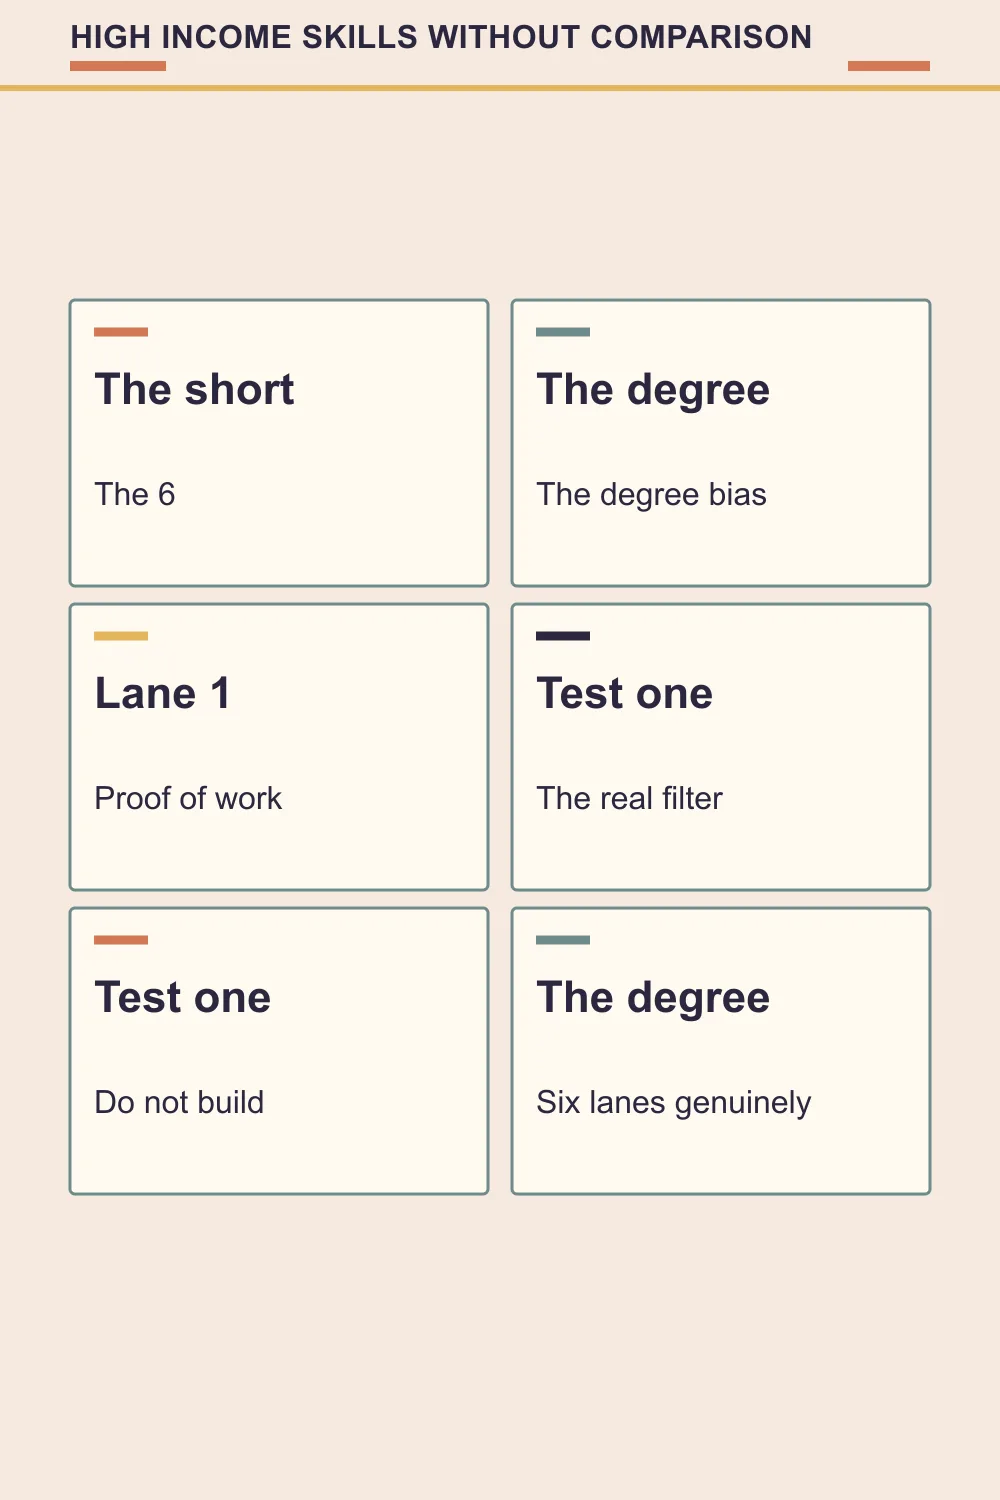 HIGH INCOME SKILLS WITHOUT COMPARISON
The short
The 6
The degree
The degree bias
Lane 1
Proof of work
Test one
The real filter
Test one
Do not build
The degree
Six lanes genuinely